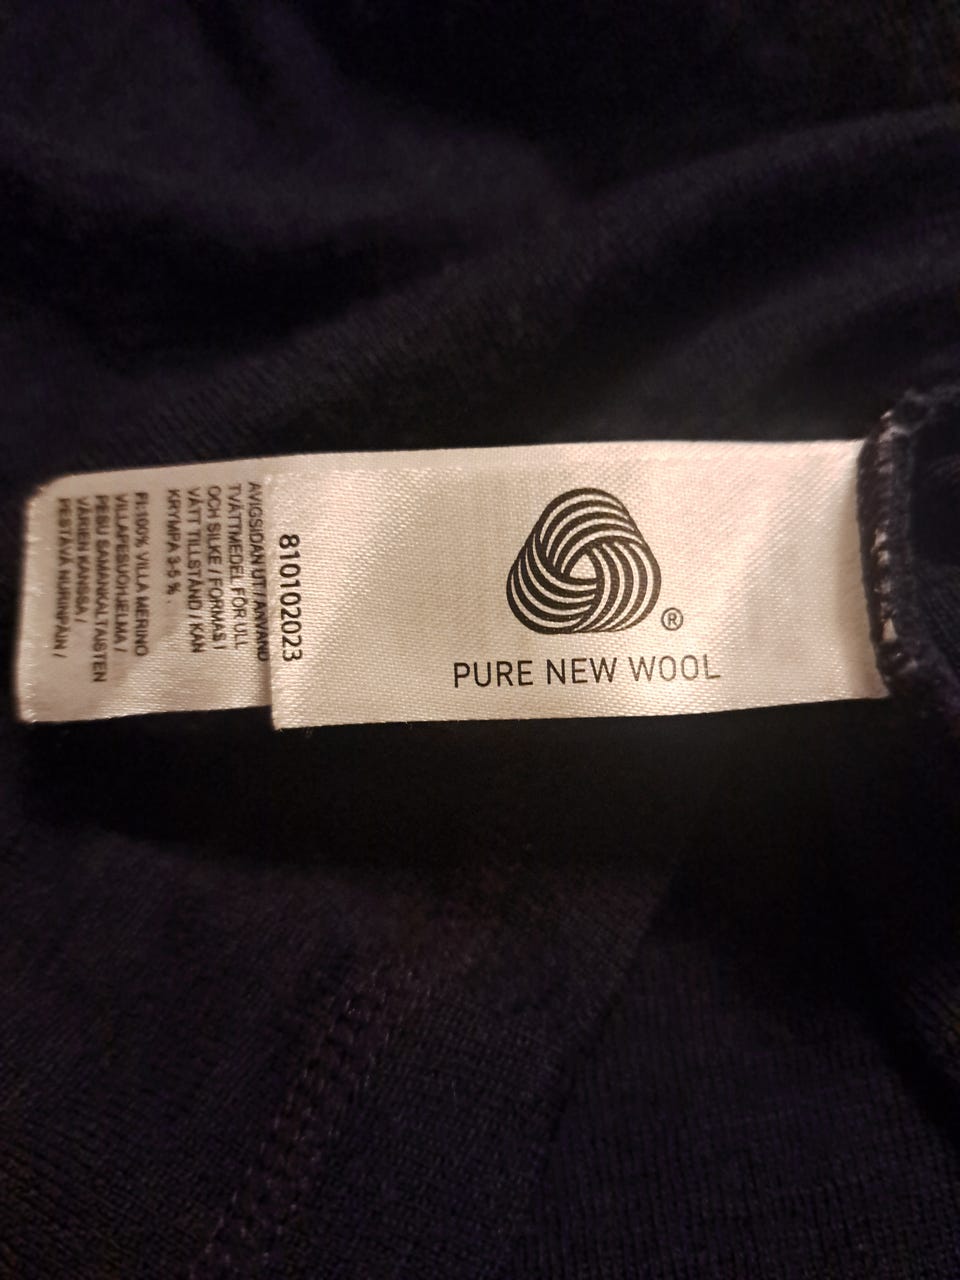 ®
PURE NEW WOOL
810102023
AVIGSIDAN UT / ANVÄND
TVÄTTMEDEL FÖR ULL
OCH SILKE / FORMAS I
VÅTT TILLSTÅND / KAN
KRYMPA 3-5 % .
FI:100% VILLA MERINO
VILLAPESUOHJELMA /
PESU SAMANKALTAISTEN
VÄRIEN KANSSA /
PESTÄVÄ NURINPÄIN /